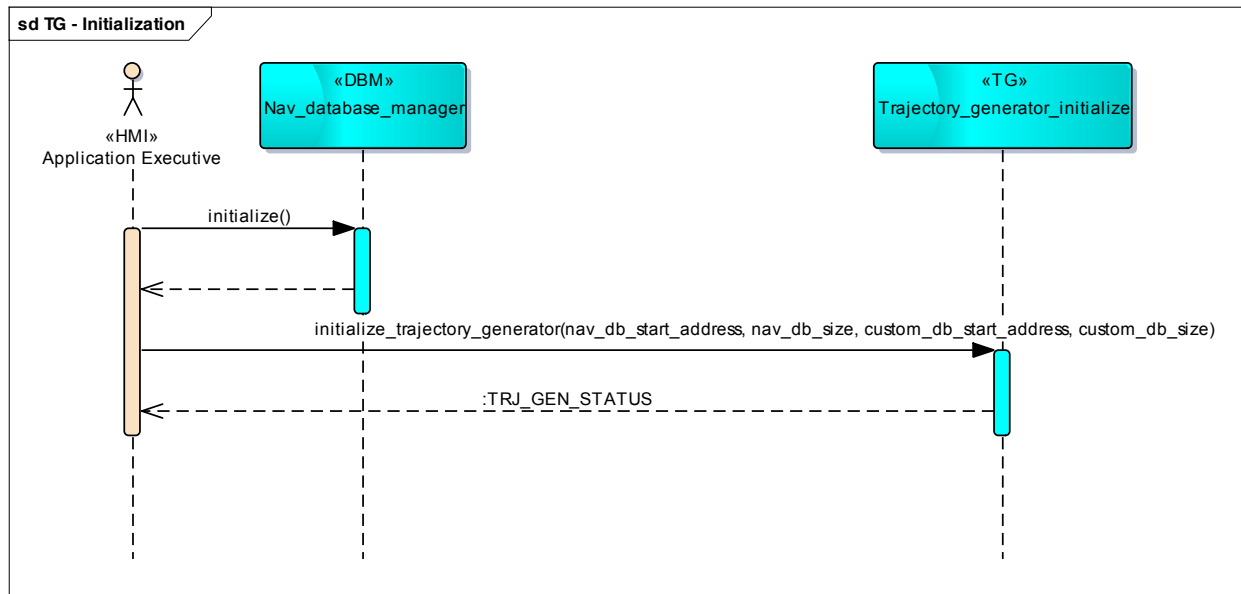 sd TG - Initialization
«HMI»
Application Executive
«DBM»
Nav_database_manager
«TG»
Trajectory_generator_initialize
initialize()
initialize_trajectory_generator(nav_db_start_address, nav_db_size, custom_db_start_address, custom_db_size)
:TRJ_GEN_STATUS